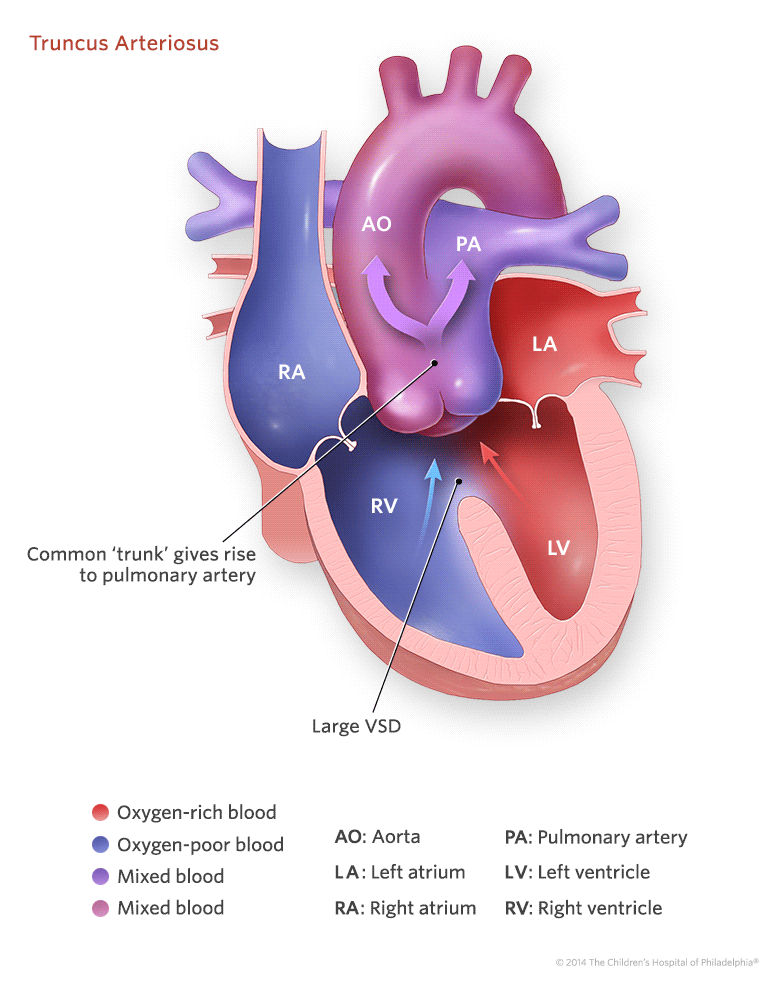 Truncus Arteriosus
AO
PA
LA
RA
RV
LV
Common ‘trunk’ gives rise
to pulmonary artery
Large VSD
Oxygen-rich blood
Oxygen-poor blood
Mixed blood
Mixed blood
AO: Aorta
LA: Left atrium
RA: Right atrium
PA: Pulmonary artery
LV: Left ventricle
RV: Right ventricle
© 2014 The Children’s Hospital of Philadelphia®